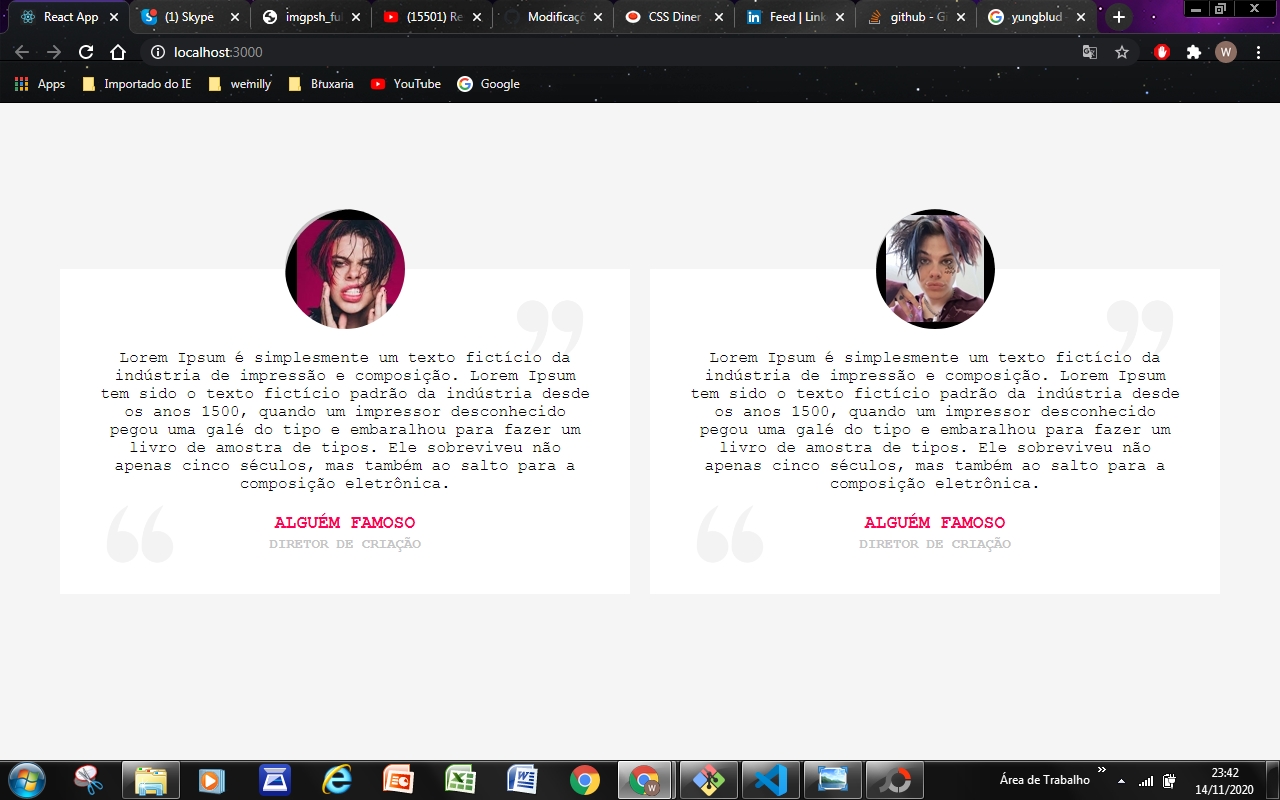 React App
(1) Skype
imgpsh_ful
(15501) Re
Modificaçõ
CSS Diner
Feed | Link
github - Gi
yungblud -
localhost:3000
W
Apps
Importado do IE
wemilly
Bruxaria
YouTube
Google
Lorem Ipsum é simplesmente um texto fictício da
indústria de impressão e composição. Lorem Ipsum
tem sido o texto fictício padrão da indústria desde
os anos 1500, quando um impressor desconhecido
pegou uma galé do tipo e embaralhou para fazer um
livro de amostra de tipos. Ele sobreviveu não
apenas cinco séculos, mas também ao salto para a
composição eletrônica.
ALGUÉM FAMOSO
DIRETOR DE CRIAÇÃO
Lorem Ipsum é simplesmente um texto fictício da
indústria de impressão e composição. Lorem Ipsum
tem sido o texto fictício padrão da indústria desde
os anos 1500, quando um impressor desconhecido
pegou uma galé do tipo e embaralhou para fazer um
livro de amostra de tipos. Ele sobreviveu não
apenas cinco séculos, mas também ao salto para a
composição eletrônica.
ALGUÉM FAMOSO
DIRETOR DE CRIAÇÃO
Área de Trabalho
23:42
14/11/2020